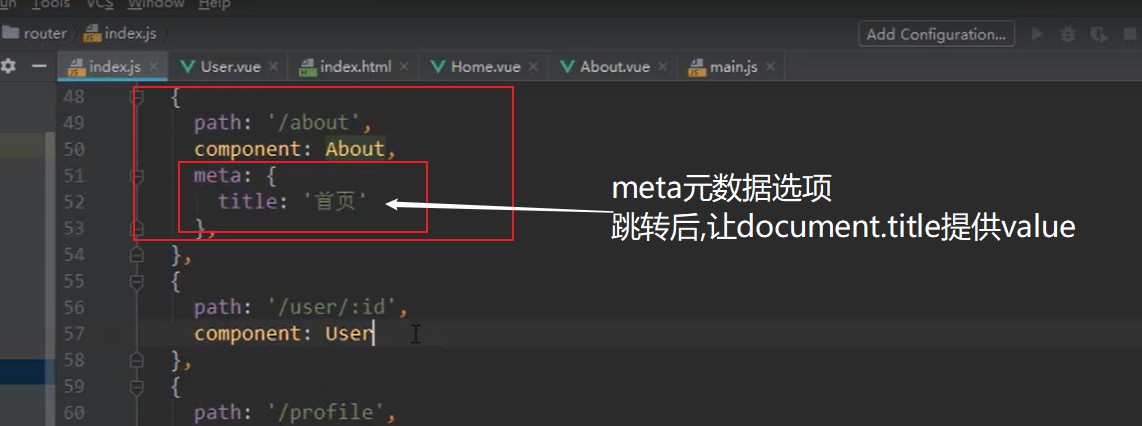 Tools VCS Window Help
router index.js Add Configuration...
index.js User.vue index.html Home.vue About.vue main.js
48 {
49 path: '/about',
50 component: About,
51 meta: {
52 title: '首页'
53 },
54 },
55 {
56 path: '/user/:id',
57 component: User
58 },
59 {
60 path: '/profile',
meta元数据选项
跳转后,让document.title提供value